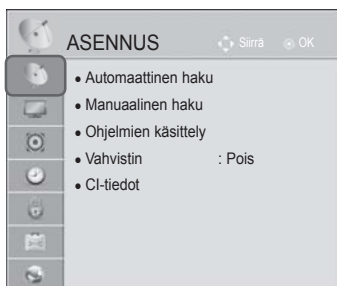 ASENNUS Siirrä OK
• Automaattinen haku
• Manuaalinen haku
• Ohjelmien käsittely
• Vahvistin : Pois
• CI-tiedot